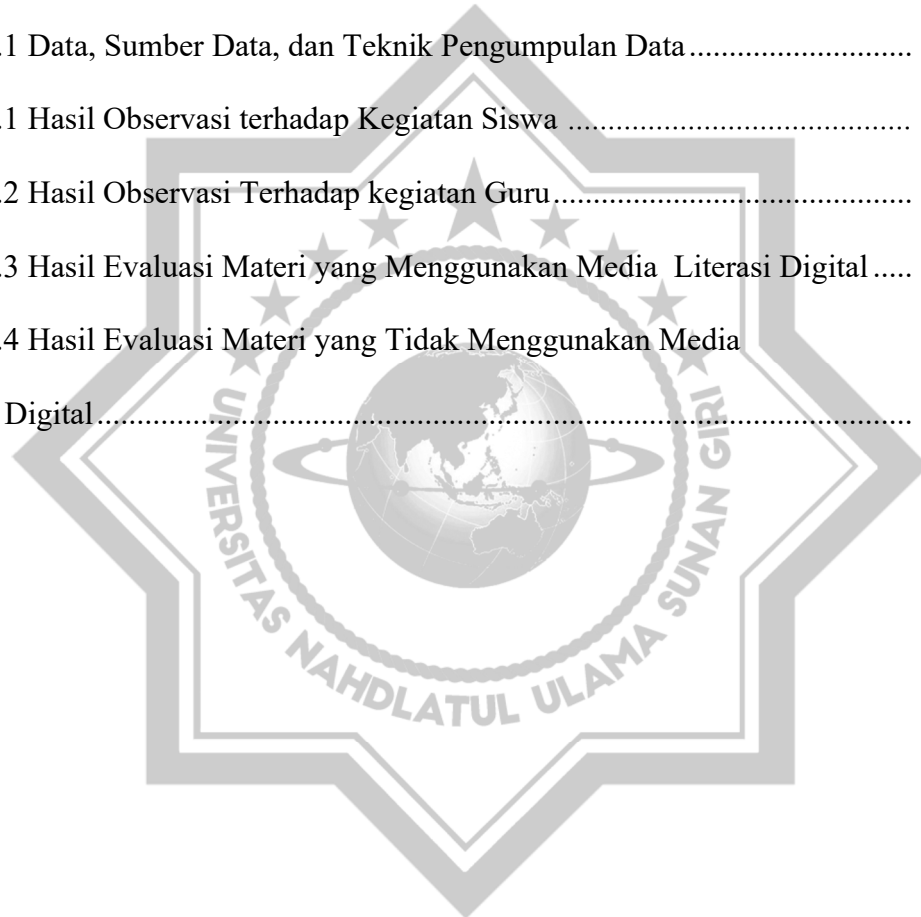 .1 Data, Sumber Data, dan Teknik Pengumpulan Data...........................
.1 Hasil Observasi terhadap Kegiatan Siswa ......................................
.2 Hasil Observasi Terhadap kegiatan Guru.........................................
.3 Hasil Evaluasi Materi yang Menggunakan Media  Literasi Digital.....
.4 Hasil Evaluasi Materi yang Tidak Menggunakan Media
Digital..............................................................................................
UNIVERSITAS NAHDLATUL ULAMA SUNAN GIRI